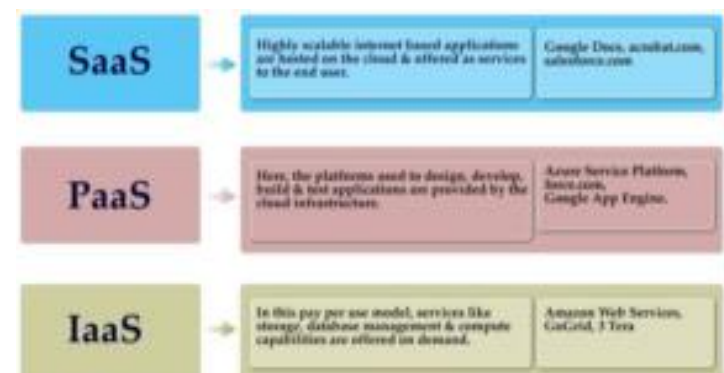 SaaS
Highly scalable internet based applications
are hosted on the cloud & offered as services
to the end user.
Google Docs, acrobat.com,
salesforce.com
PaaS
Here, the platforms used to design, develop,
build & test applications are provided by the
cloud infrastructure.
Azure Service Platform,
force.com,
Google App Engine.
IaaS
In this pay per use model, services like
storage, database management & compute
capabilities are offered on demand.
Amazon Web Services,
GoGrid, 3 Tera